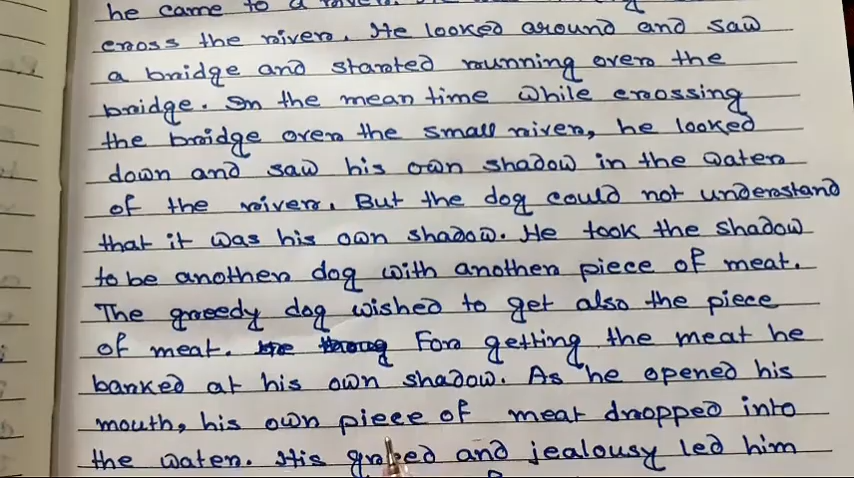 he came to a river. He
cross the river. He looked around and saw
a bridge and started running over the
bridge. In the mean time while crossing
the bridge over the small river, he looked
down and saw his own shadow in the water
of the river. But the dog could not understand
that it was his own shadow. He took the shadow
to be another dog with another piece of meat.
The greedy dog wished to get also the piece
of meat. For getting the meat he
barked at his own shadow. As he opened his
mouth, his own piece of meat dropped into
the water. His greed and jealousy led him